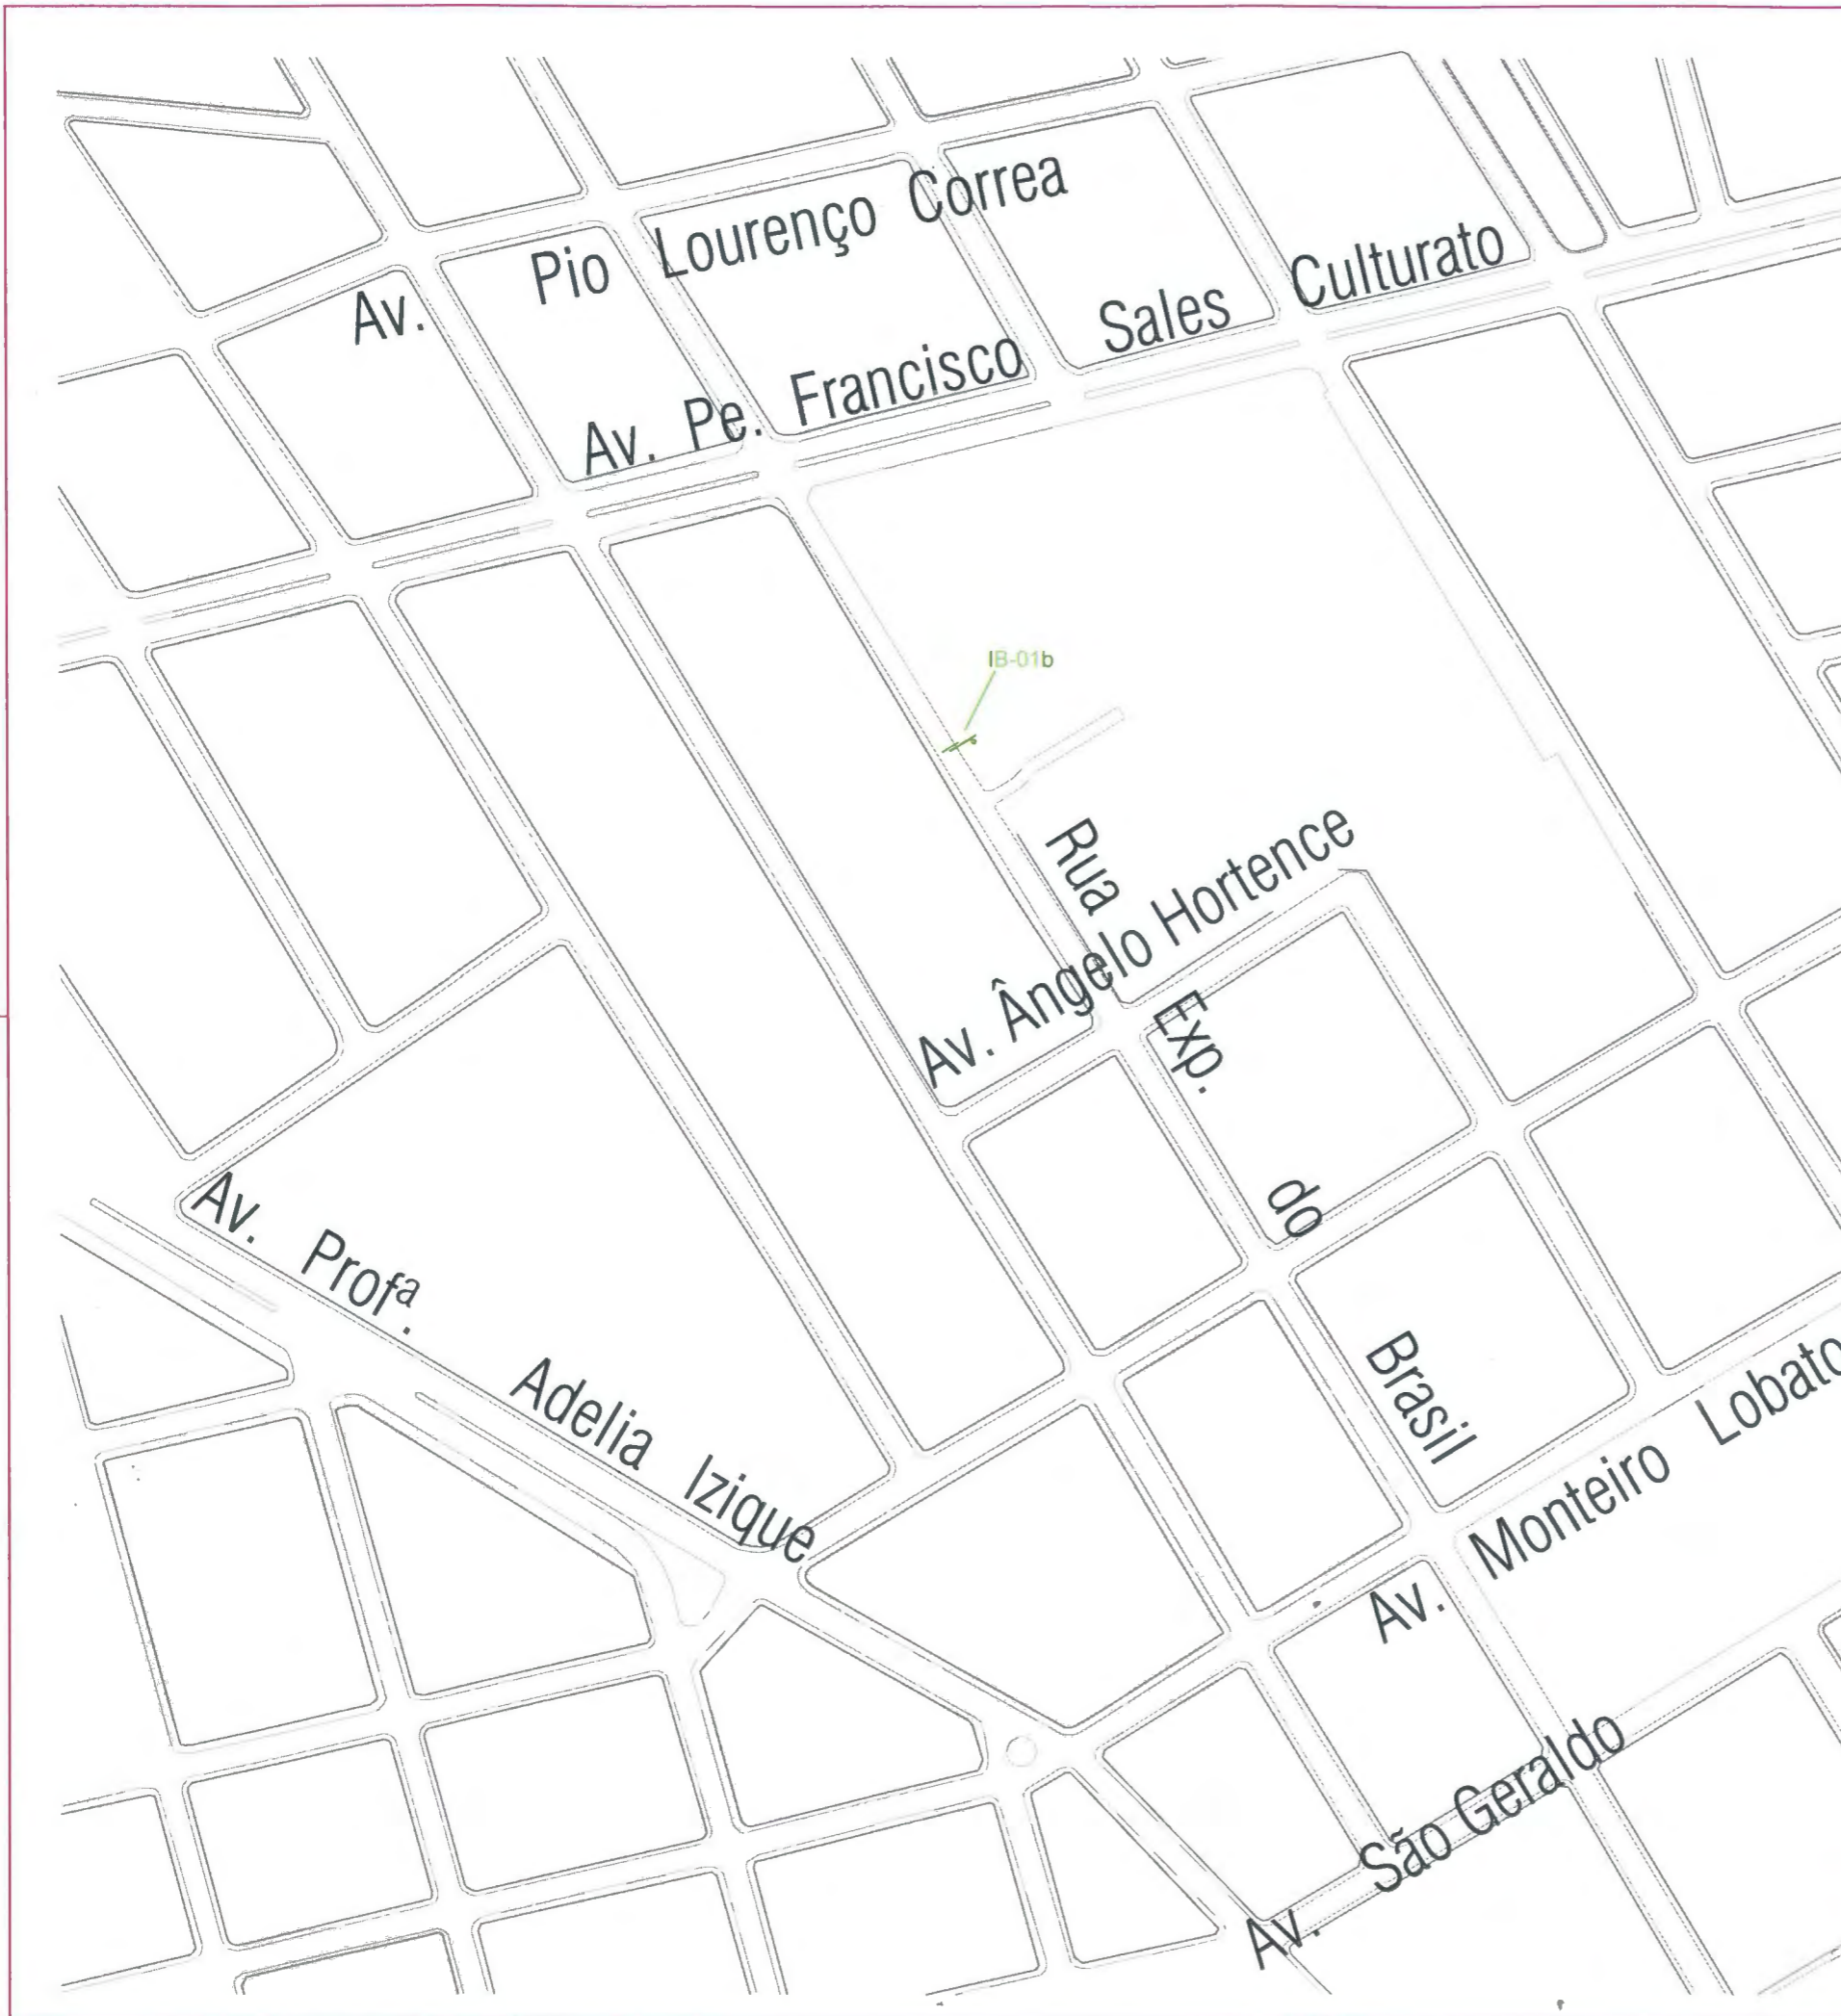 Av. Pio Lourenço Correa
Av. Pe. Francisco Sales Culturato
IB-01b
Rua Exp. do Brasil
Av. Ângelo Hortence
Av. Profª. Adelia Izique
Av. Monteiro Lobato
Av. São Geraldo